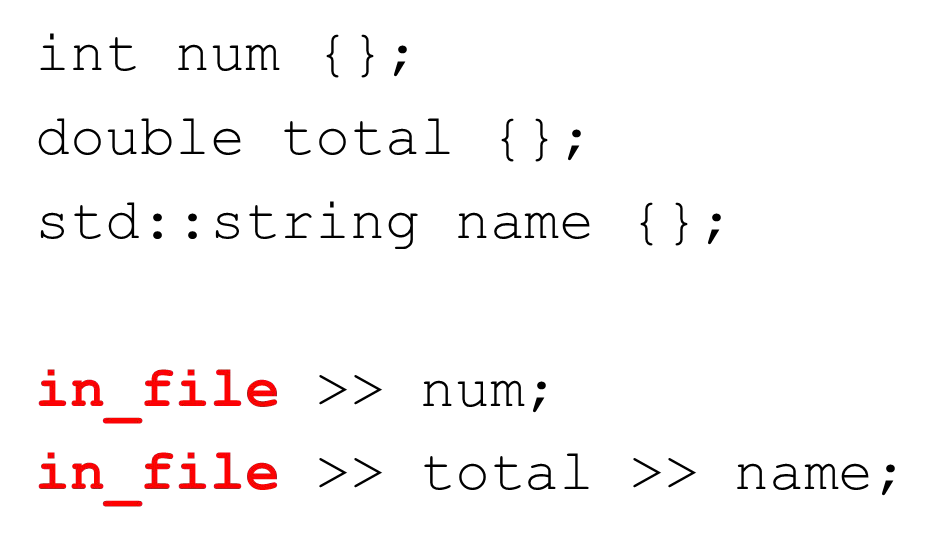 int num {};
double total {};
std::string name {};
in_file >> num;
in_file >> total >> name;